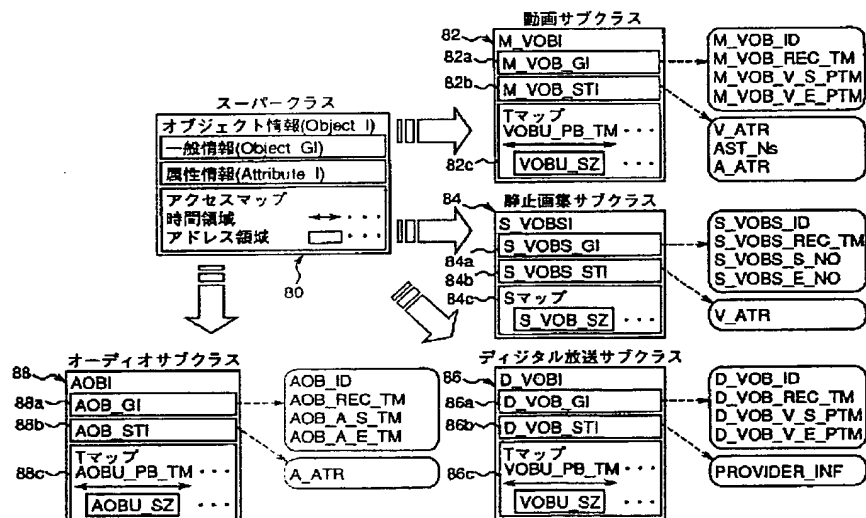 スーパークラス
オブジェクト情報(Object_I)
一般情報(Object_GI)
属性情報(Attribute_I)
アクセスマップ
時間領域 ・・・
アドレス領域 ・・・
80
動画サブクラス
82
M_VOBI
82a
M_VOB_GI
82b
M_VOB_STI
Tマップ
VOBU_PB_TM ・・・
82c
VOBU_SZ ・・・
M_VOB_ID
M_VOB_REC_TM
M_VOB_V_S_PTM
M_VOB_V_E_PTM
V_ATR
AST_Ns
A_ATR
静止画集サブクラス
84
S_VOBSI
84a
S_VOBS_GI
84b
S_VOBS_STI
84c
Sマップ
S_VOB_SZ ・・・
S_VOBS_ID
S_VOBS_REC_TM
S_VOBS_S_NO
S_VOBS_E_NO
V_ATR
オーディオサブクラス
88
AOBI
88a
AOB_GI
88b
AOB_STI
Tマップ
88c
AOBU_PB_TM ・・・
AOBU_SZ ・・・
AOB_ID
AOB_REC_TM
AOB_A_S_TM
AOB_A_E_TM
A_ATR
ディジタル放送サブクラス
86
D_VOBI
86a
D_VOB_GI
86b
D_VOB_STI
Tマップ
86c
VOBU_PB_TM ・・・
VOBU_SZ ・・・
D_VOB_ID
D_VOB_REC_TM
D_VOB_V_S_PTM
D_VOB_V_E_PTM
PROVIDER_INF